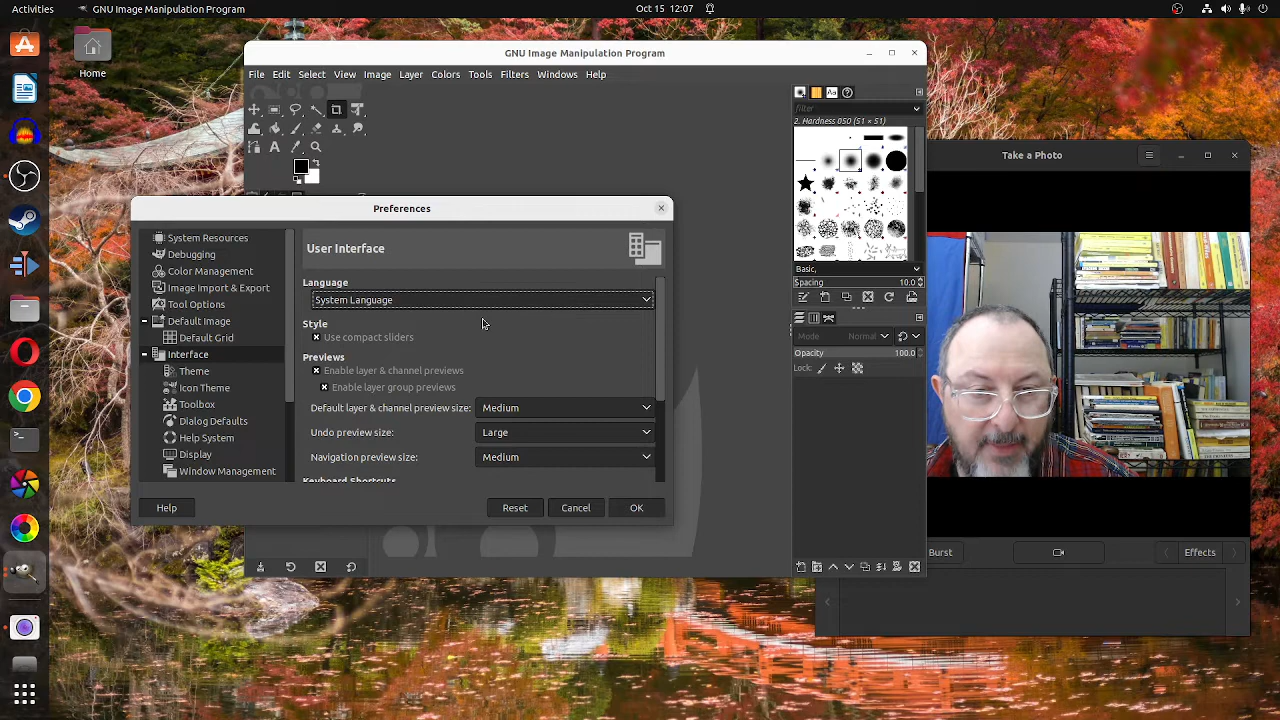 Activities
GNU Image Manipulation Program
Oct 15 12:07
Home
GNU Image Manipulation Program
File Edit Select View Image Layer Colors Tools Filters Windows Help
filter
2. Hardness 050 (51 × 51)
Basic,
Spacing 10.0
Mode Normal
Opacity 100.0
Lock:
Preferences
System Resources
Debugging
Color Management
Image Import & Export
Tool Options
Default Image
Default Grid
Interface
Theme
Icon Theme
Toolbox
Dialog Defaults
Help System
Display
Window Management
User Interface
Language
System Language
Style
Use compact sliders
Previews
Enable layer & channel previews
Enable layer group previews
Default layer & channel preview size: Medium
Undo preview size: Large
Navigation preview size: Medium
Keyboard Shortcuts
Help Reset Cancel OK
Take a Photo
Burst
Effects